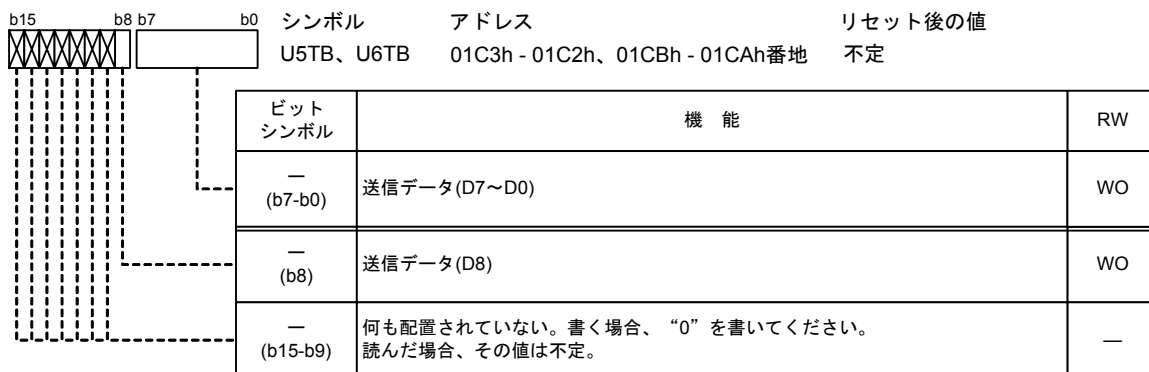 b15 b8 b7 b0 シンボル アドレス リセット後の値
U5TB、U6TB 01C3h - 01C2h、01CBh - 01CAh番地 不定
ビット
シンボル 機 能 RW
—
(b7-b0) 送信データ(D7～D0) WO
—
(b8) 送信データ(D8) WO
—
(b15-b9) 何も配置されていない。書く場合、“0”を書いてください。
読んだ場合、その値は不定。 —